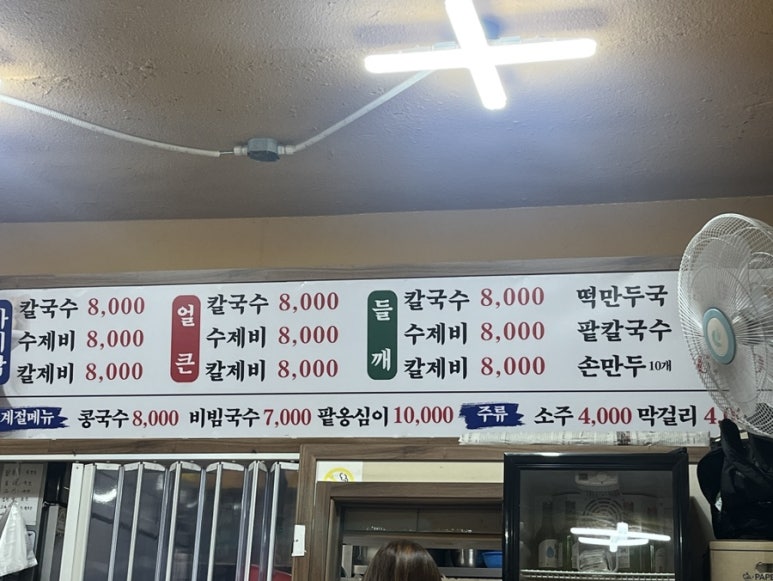 칼국수 8,000
수제비 8,000
칼제비 8,000
얼큰
칼국수 8,000
수제비 8,000
칼제비 8,000
들깨
칼국수 8,000
수제비 8,000
칼제비 8,000
떡만두국
팥칼국수
손만두 10개
계절메뉴 콩국수 8,000 비빔국수 7,000 팥옹심이 10,000 주류 소주 4,000 막걸리